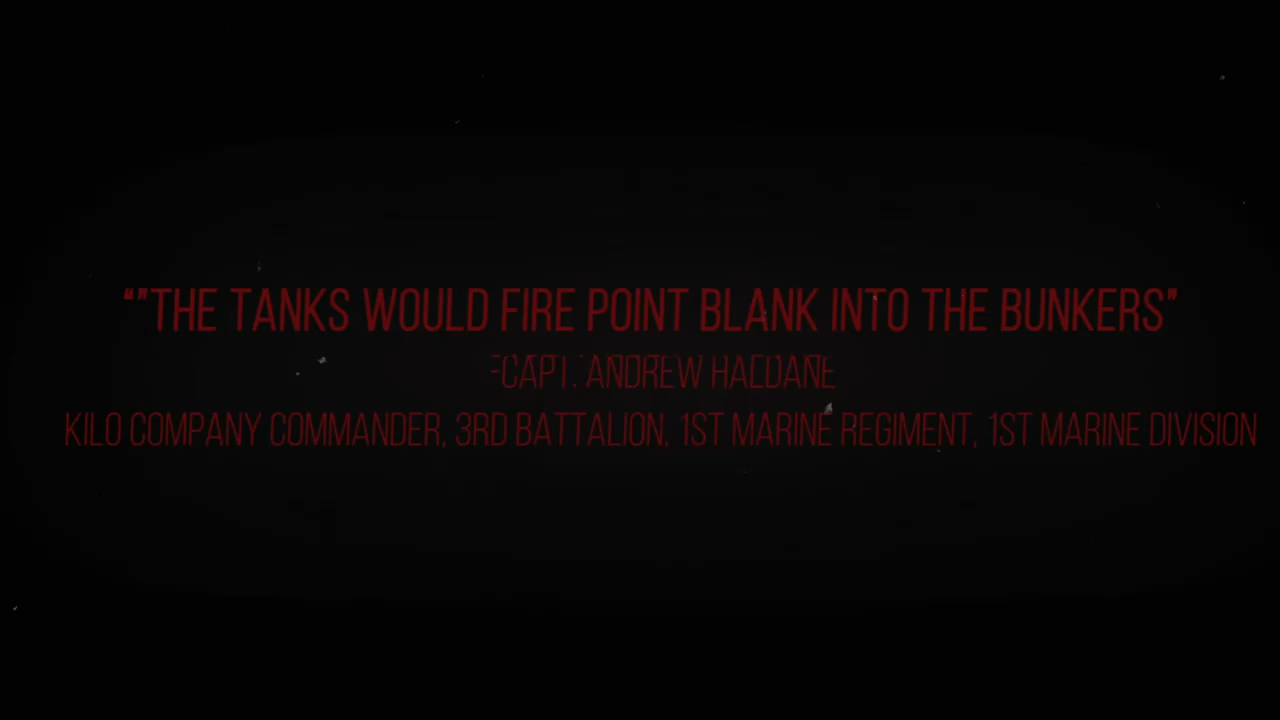 “”THE TANKS WOULD FIRE POINT BLANK INTO THE BUNKERS”
-CAPT. ANDREW HALDANE
KILO COMPANY COMMANDER, 3RD BATTALION, 1ST MARINE REGIMENT, 1ST MARINE DIVISION